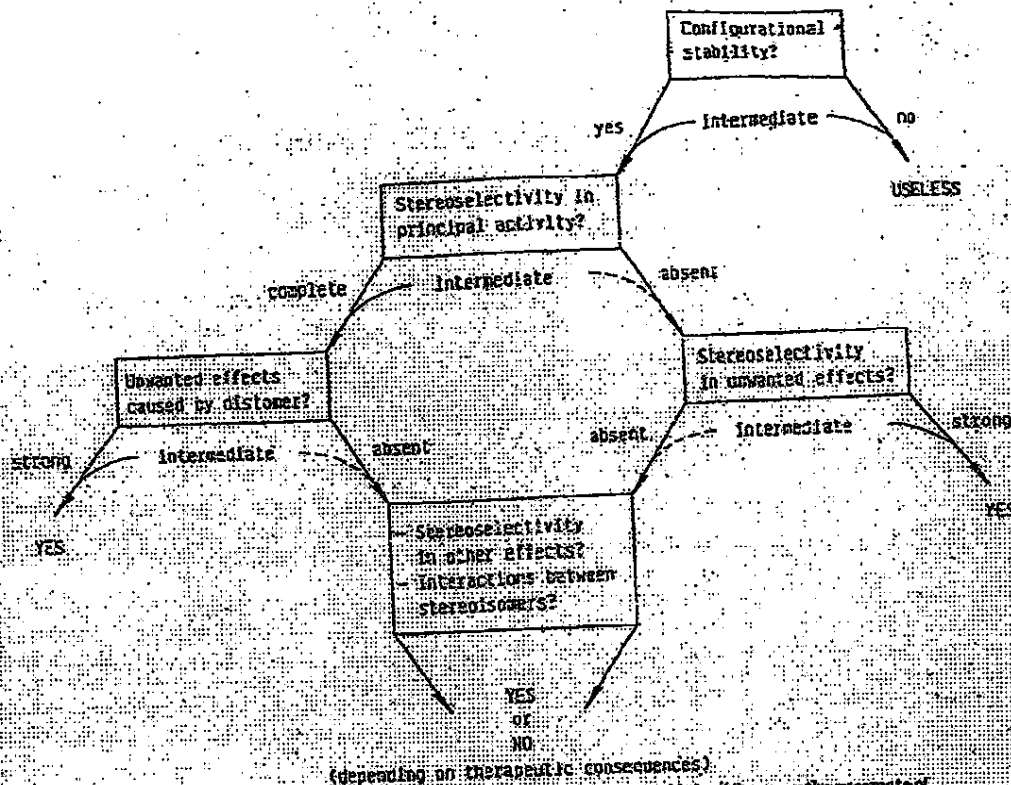 Configurational
stability?
yes
intermediate
no
USELESS
Stereoselectivity in
principal activity?
complete
intermediate
absent
Unwanted effects
caused by distomer?
Stereoselectivity
in unwanted effects?
strong
intermediate
absent
absent
intermediate
strong
YES
YES
- Stereoselectivity
in other effects?
- Interactions between
stereoisomers?
YES
or
NO
(depending on therapeutic consequences)